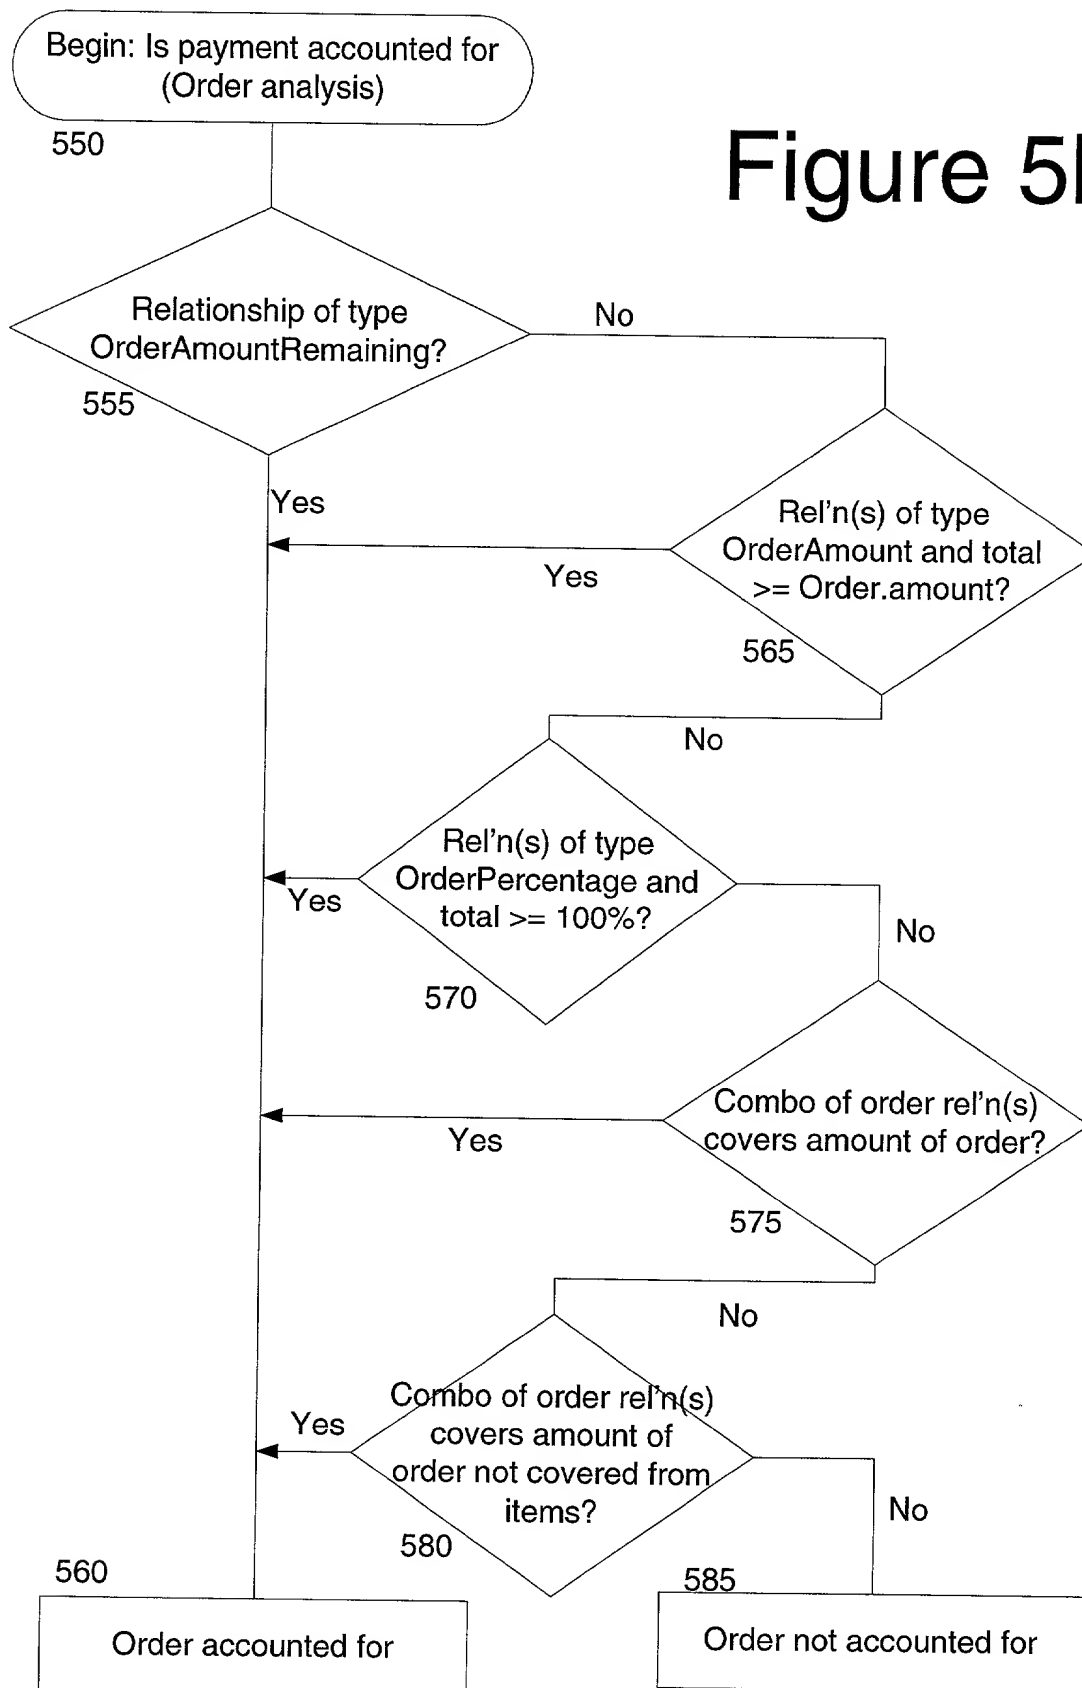 Begin: Is payment accounted for
(Order analysis)
550
Figure 5
Relationship of type
OrderAmountRemaining?
555
No
Yes
Rel'n(s) of type
OrderAmount and total
>= Order.amount?
565
Yes
No
Rel'n(s) of type
OrderPercentage and
total >= 100%?
570
Yes
No
Combo of order rel'n(s)
covers amount of order?
575
Yes
No
Combo of order rel'n(s)
covers amount of
order not covered from
items?
580
Yes
No
560
Order accounted for
585
Order not accounted for